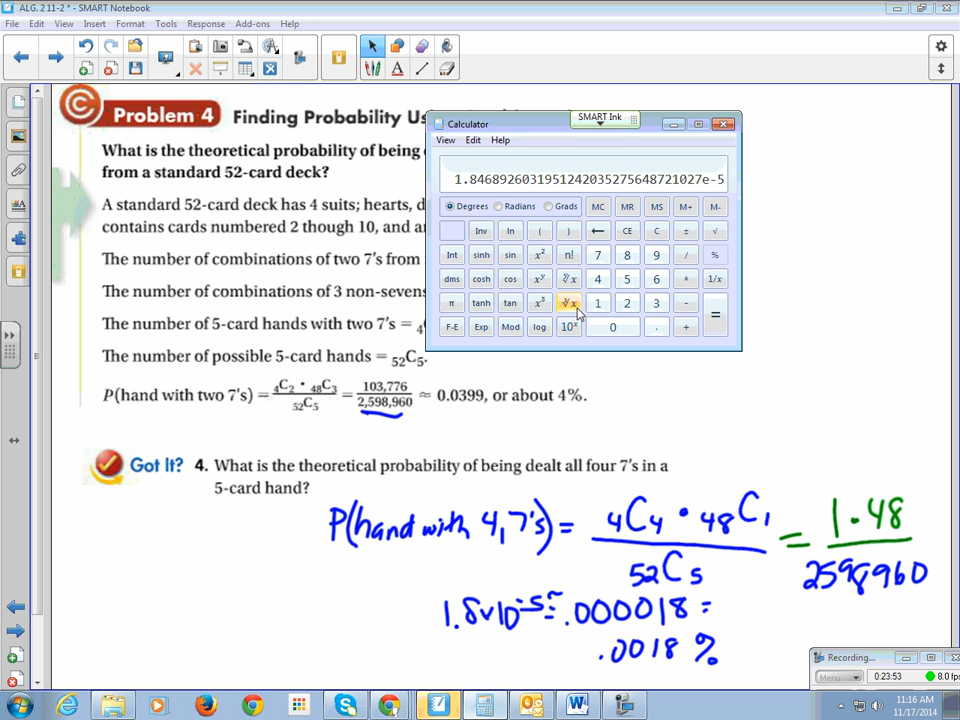 ALG. 2 11-2 * - SMART Notebook
File Edit View Insert Format Tools Response Add-ons Help
Problem 4 Finding Probability Us
What is the theoretical probability of being
from a standard 52-card deck?
A standard 52-card deck has 4 suits; hearts, d
contains cards numbered 2 though 10, and a
The number of combinations of two 7's from
The number of combinations of 3 non-seven
The number of 5-card hands with two 7's = 4
The number of possible 5-card hands = 52C5.
P(hand with two 7's) = 4C2 • 48C3 / 52C5 = 103,776 / 2,598,960 ≈ 0.0399, or about 4%.
SMART Ink
Calculator
View Edit Help
1.8468926031951242035275648721027e-5
Degrees Radians Grads MC MR MS M+ M-
Inv ln ( ) ← CE C ± √
Int sinh sin x² n! 7 8 9 / %
dms cosh cos xʸ ʸ√x 4 5 6 * 1/x
π tanh tan x³ ∛x 1 2 3 - =
F-E Exp Mod log 10ˣ 0 . +
Got It? 4. What is the theoretical probability of being dealt all four 7's in a
5-card hand?
P(hand with 4, 7's) = 4C4 • 48C1 / 52C5 = 1 • 48 / 2598960
1.8x10⁻⁵ = .000018 =
.0018 %
Recording...
Menu 0:23:53 8.0 fp
11:16 AM
11/17/2014